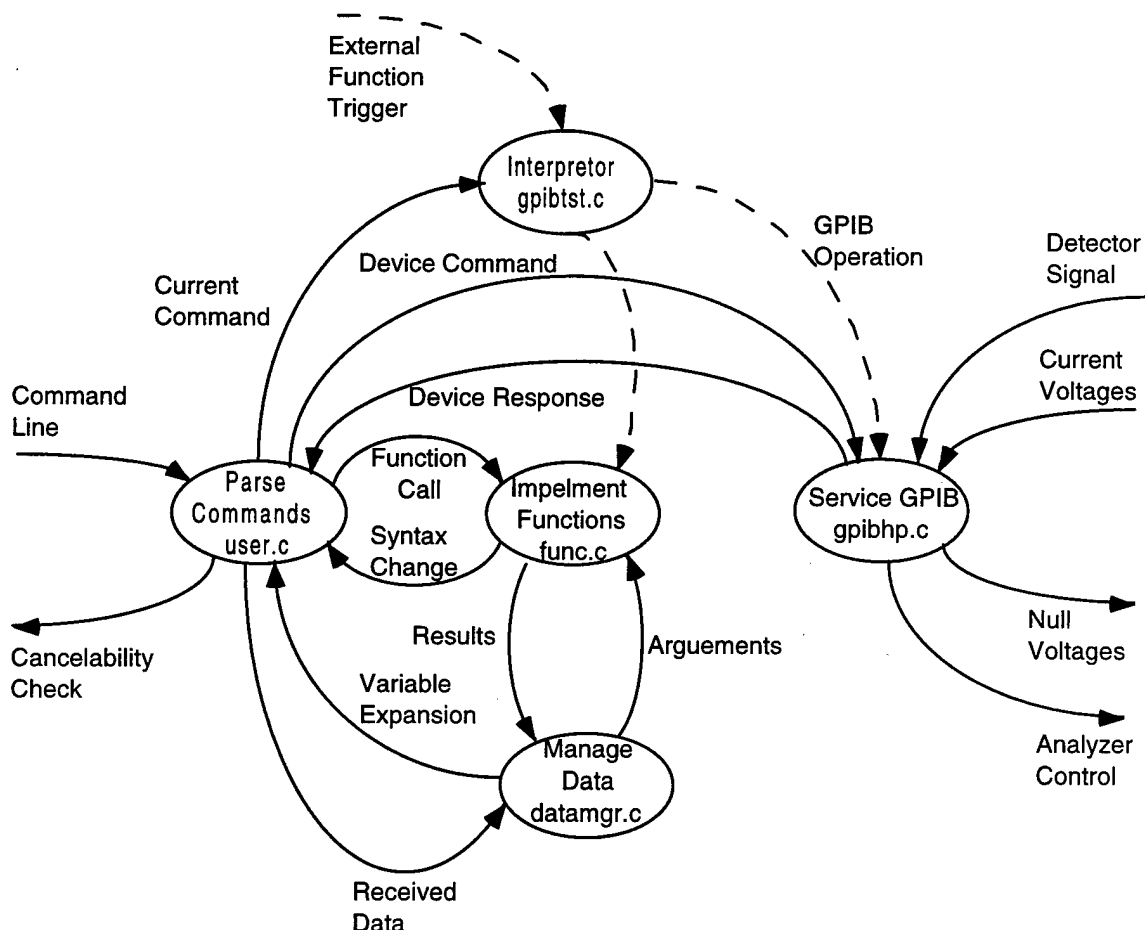 External
Function
Trigger
Interpretor
gpibtst.c
GPIB
Operation
Detector
Signal
Device Command
Current
Command
Current
Voltages
Command
Line
Device Response
Function
Call
Parse
Commands
user.c
Impelment
Functions
func.c
Service GPIB
gpibhp.c
Syntax
Change
Results
Arguements
Null
Voltages
Cancelability
Check
Variable
Expansion
Manage
Data
datamgr.c
Analyzer
Control
Received
Data